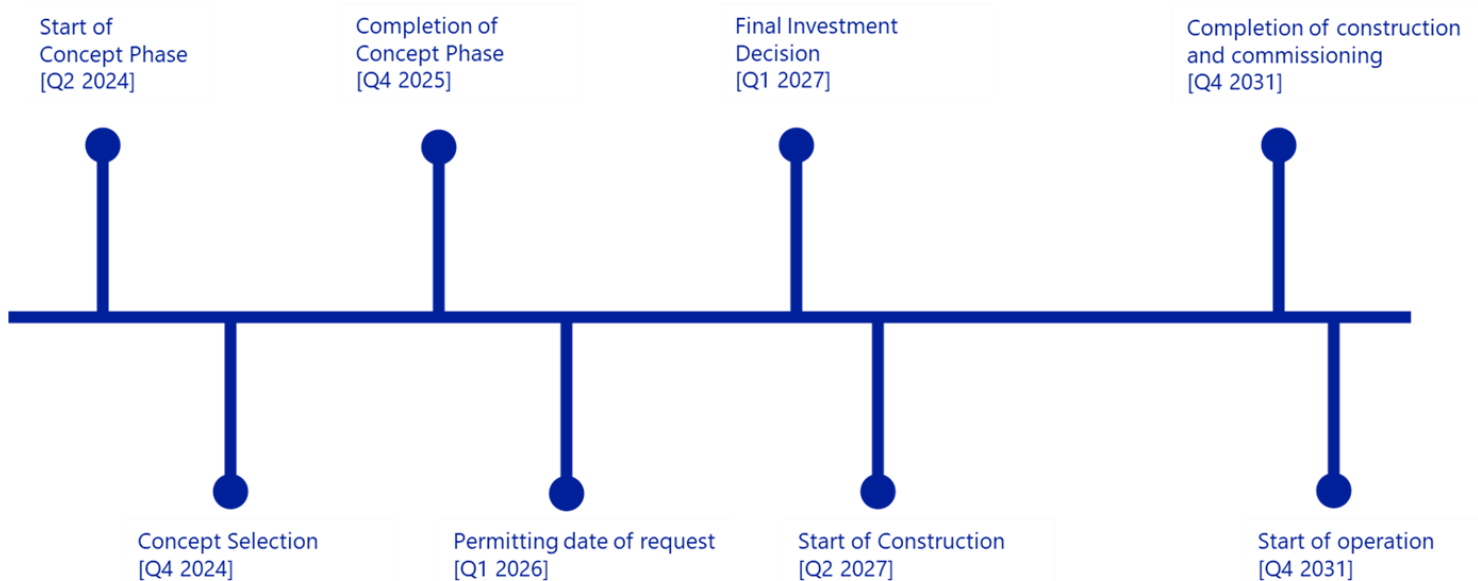 Start of
Concept Phase
[Q2 2024]
Completion of
Concept Phase
[Q4 2025]
Final Investment
Decision
[Q1 2027]
Completion of construction
and commissioning
[Q4 2031]
Concept Selection
[Q4 2024]
Permitting date of request
[Q1 2026]
Start of Construction
[Q2 2027]
Start of operation
[Q4 2031]